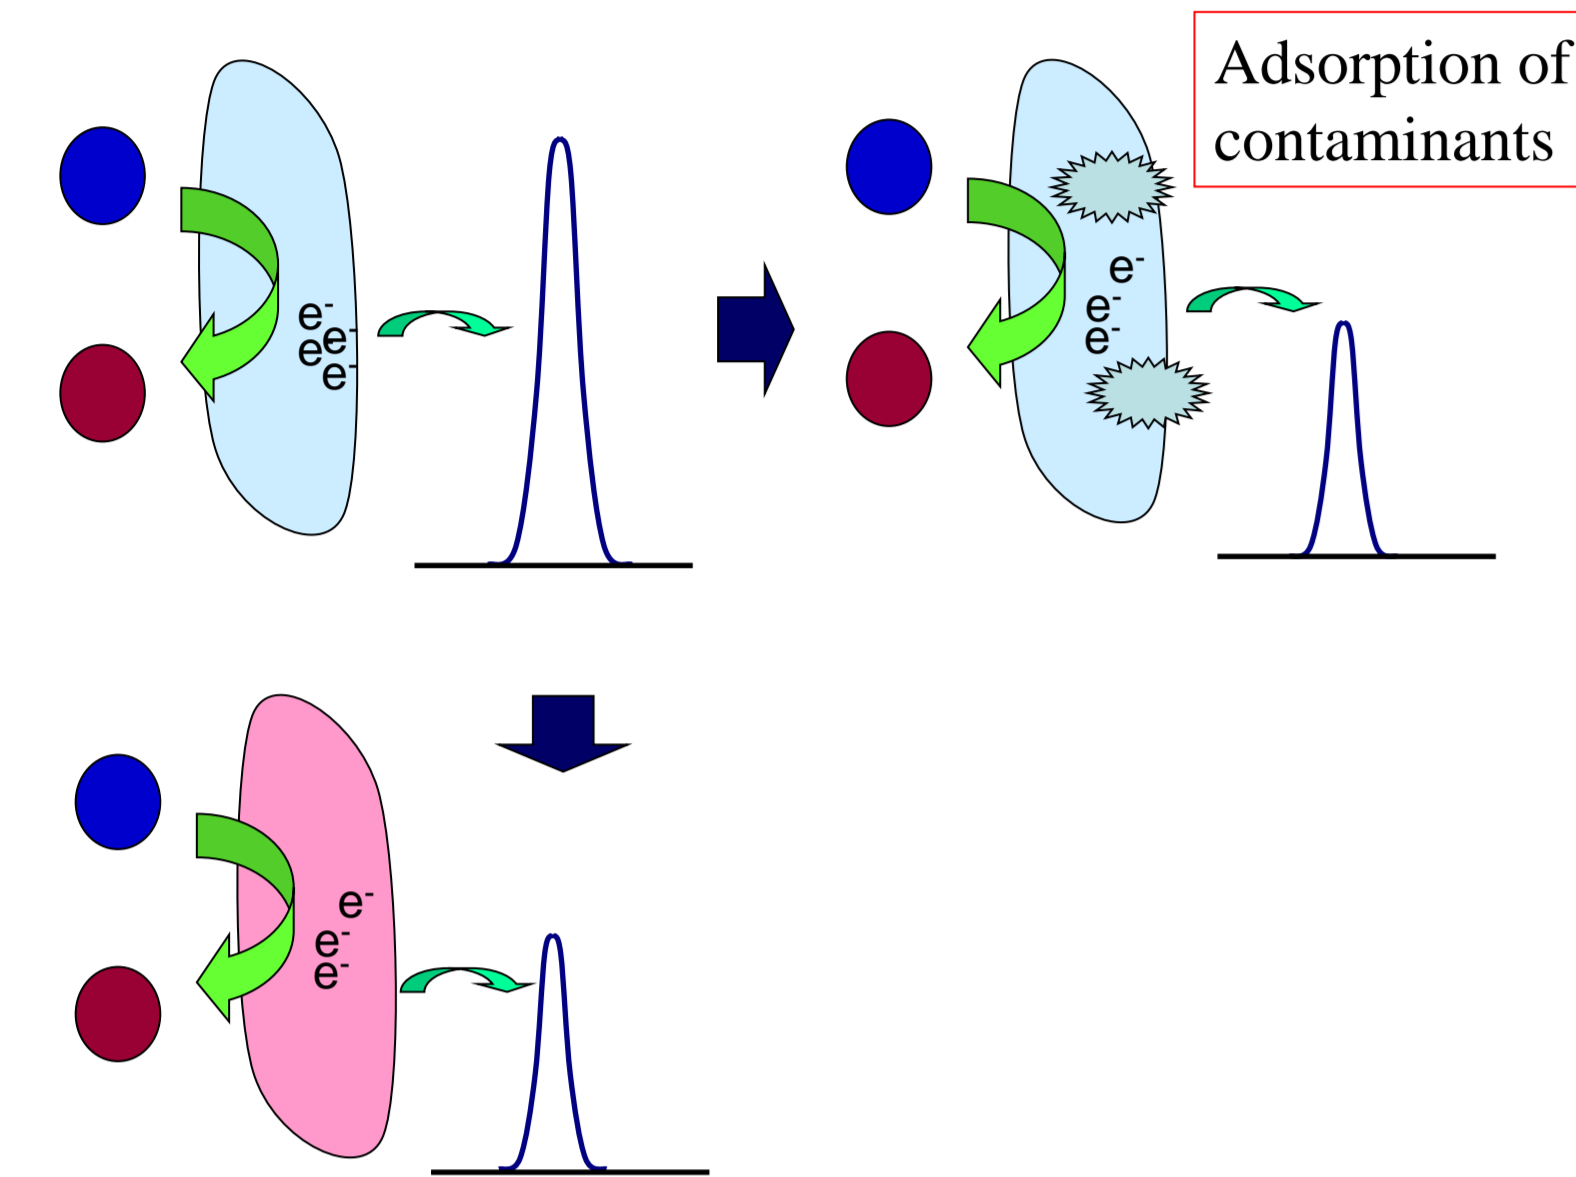 Adsorption of
contaminants
e⁻
e⁻
e⁻
e⁻
e⁻
e⁻
e⁻
e⁻
e⁻
e⁻